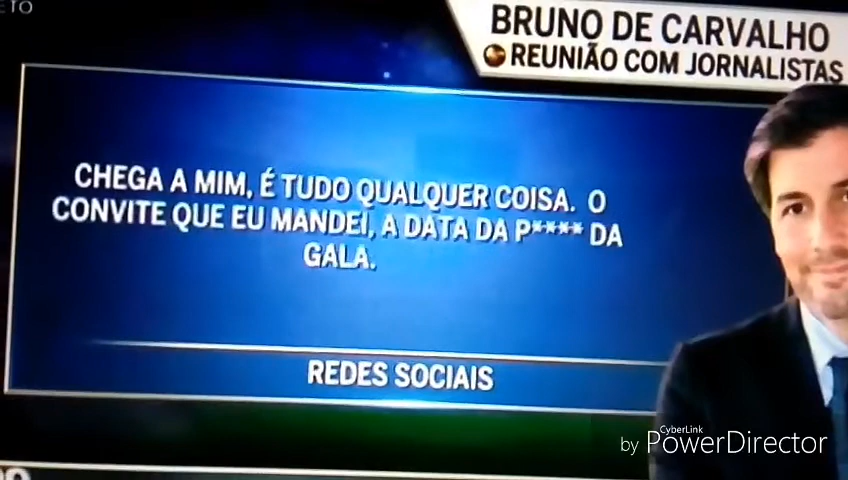 ETO
BRUNO DE CARVALHO
REUNIÃO COM JORNALISTAS
CHEGA A MIM, É TUDO QUALQUER COISA. O
CONVITE QUE EU MANDEI, A DATA DA P**** DA
GALA.
REDES SOCIAIS
CyberLink
by PowerDirector